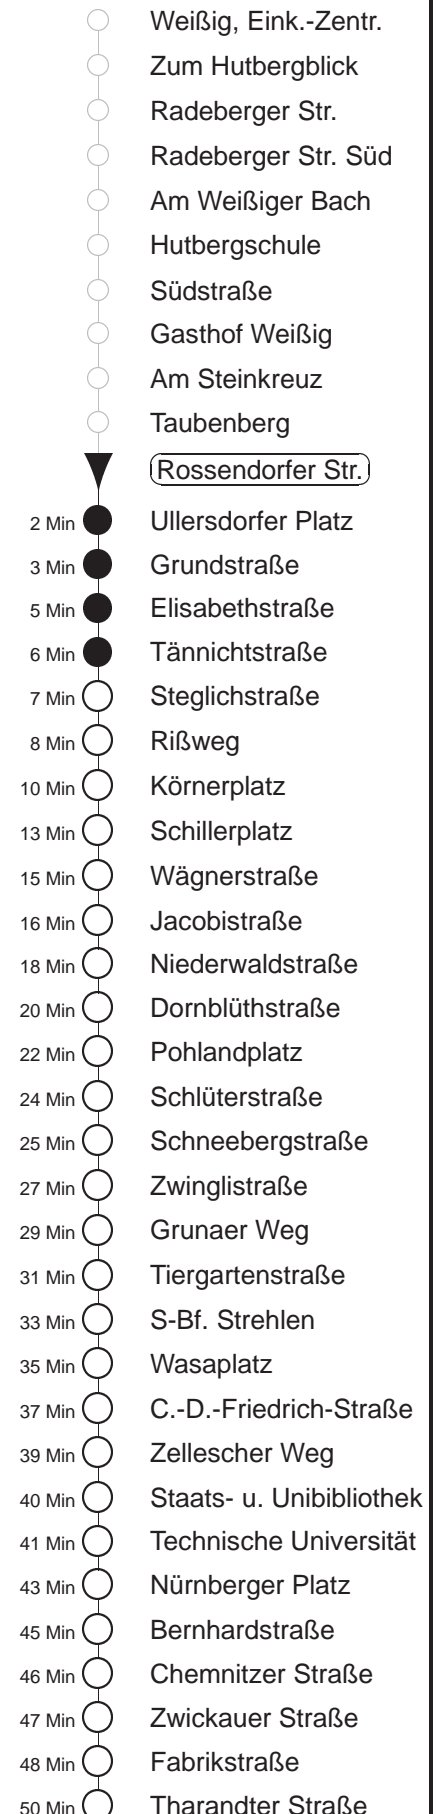 Weißig, Eink.-Zentr.
Zum Hutbergblick
Radeberger Str.
Radeberger Str. Süd
Am Weißiger Bach
Hutbergschule
Südstraße
Gasthof Weißig
Am Steinkreuz
Taubenberg
Rossendorfer Str.
2 Min Ullersdorfer Platz
3 Min Grundstraße
5 Min Elisabethstraße
6 Min Tännichtstraße
7 Min Steglichstraße
8 Min Rißweg
10 Min Körnerplatz
13 Min Schillerplatz
15 Min Wägnerstraße
16 Min Jacobistraße
18 Min Niederwaldstraße
20 Min Dornblüthstraße
22 Min Pohlandplatz
24 Min Schlüterstraße
25 Min Schneebergstraße
27 Min Zwinglistraße
29 Min Grunaer Weg
31 Min Tiergartenstraße
33 Min S-Bf. Strehlen
35 Min Wasaplatz
37 Min C.-D.-Friedrich-Straße
39 Min Zellescher Weg
40 Min Staats- u. Unibibliothek
41 Min Technische Universität
43 Min Nürnberger Platz
45 Min Bernhardstraße
46 Min Chemnitzer Straße
47 Min Zwickauer Straße
48 Min Fabrikstraße
50 Min Tharandter Straße